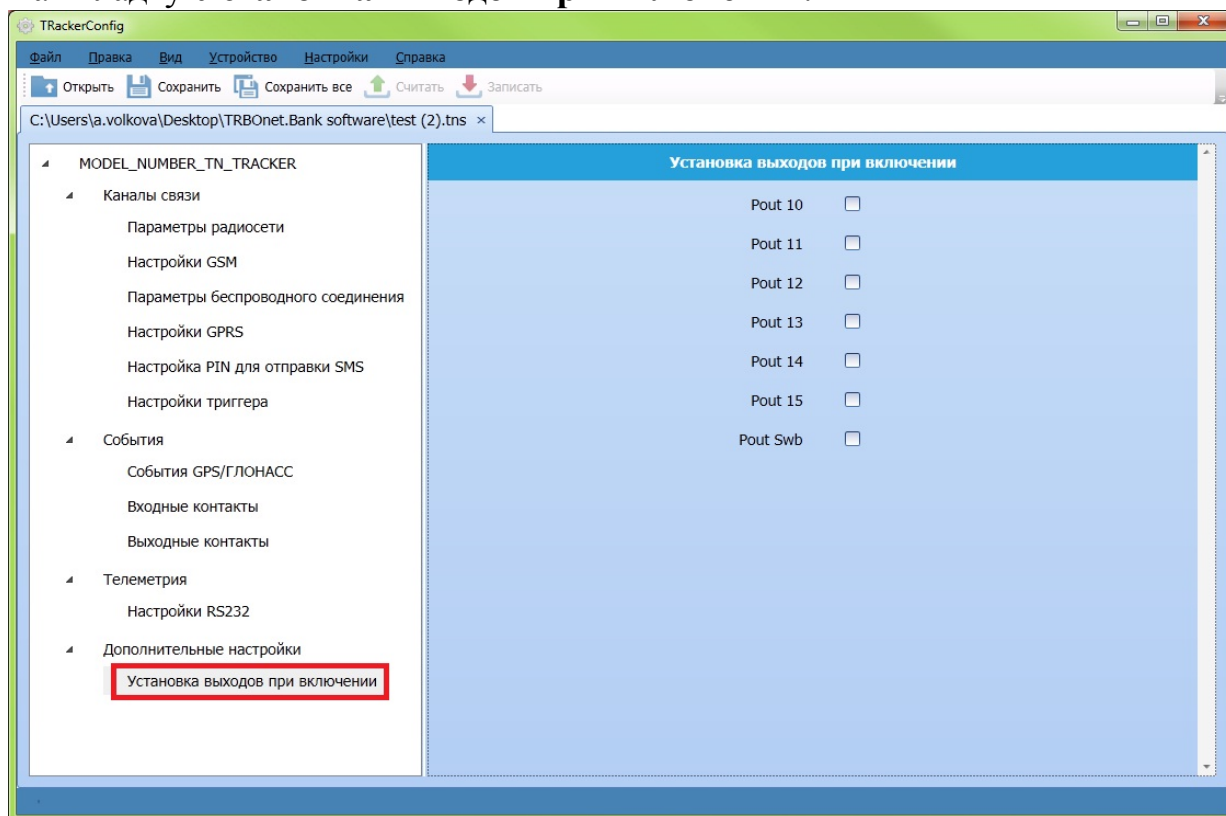 TRackerConfig
Файл Правка Вид Устройство Настройки Справка
Открыть Сохранить Сохранить все Считать Записать
C:\Users\a.volkova\Desktop\TRBOnet.Bank software\test (2).tns ×
MODEL_NUMBER_TN_TRACKER
Каналы связи
Параметры радиосети
Настройки GSM
Параметры беспроводного соединения
Настройки GPRS
Настройка PIN для отправки SMS
Настройки триггера
События
События GPS/ГЛОНАСС
Входные контакты
Выходные контакты
Телеметрия
Настройки RS232
Дополнительные настройки
Установка выходов при включении
Установка выходов при включении
Pout 10
Pout 11
Pout 12
Pout 13
Pout 14
Pout 15
Pout Swb